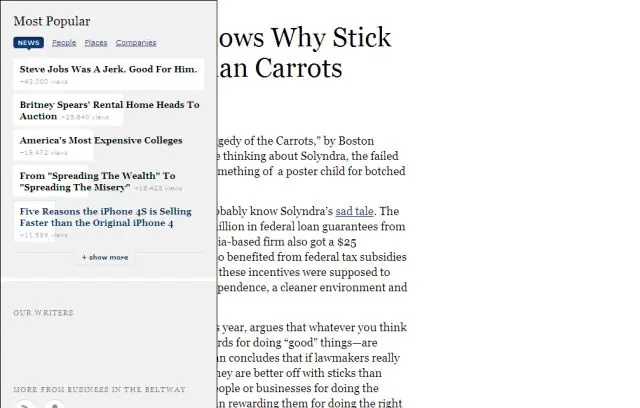 Most Popular
NEWS People Places Companies
Steve Jobs Was A Jerk. Good For Him.
+43,000 views
Britney Spears' Rental Home Heads To
Auction +25,640 views
America's Most Expensive Colleges
+19,472 views
From "Spreading The Wealth" To
"Spreading The Misery" +18,423 views
Five Reasons the iPhone 4S is Selling
Faster than the Original iPhone 4
+11,589 views
+ show more
OUR WRITERS
MORE FROM BUSINESS IN THE BELTWAY
ows Why Stick
an Carrots
gedy of the Carrots,” by Boston
e thinking about Solyndra, the failed
mething of a poster child for botched
obably know Solyndra’s sad tale. The
illion in federal loan guarantees from
ia-based firm also got a $25
o benefited from federal tax subsidies
these incentives were supposed to
pendence, a cleaner environment and
s year, argues that whatever you think
rds for doing “good” things—are
an concludes that if lawmakers really
hey are better off with sticks than
eople or businesses for doing the
n rewarding them for doing the right